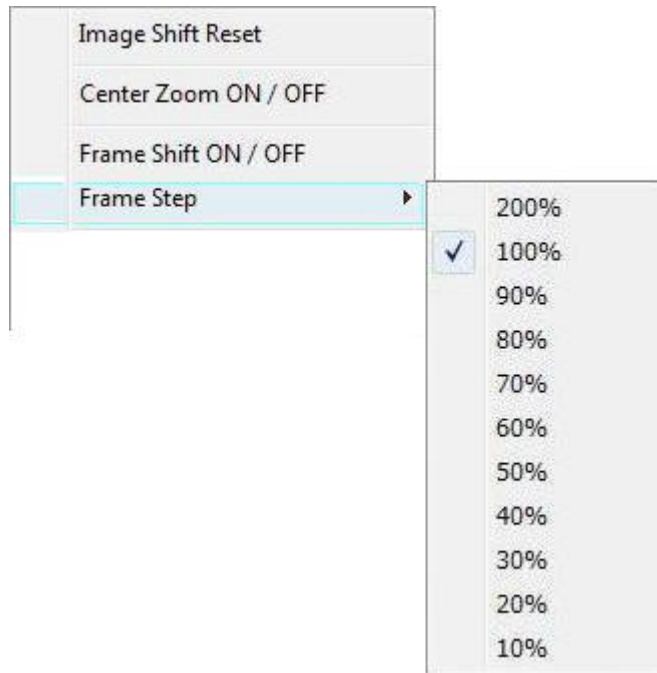 Image Shift Reset
Center Zoom ON / OFF
Frame Shift ON / OFF
Frame Step
200%
100%
90%
80%
70%
60%
50%
40%
30%
20%
10%